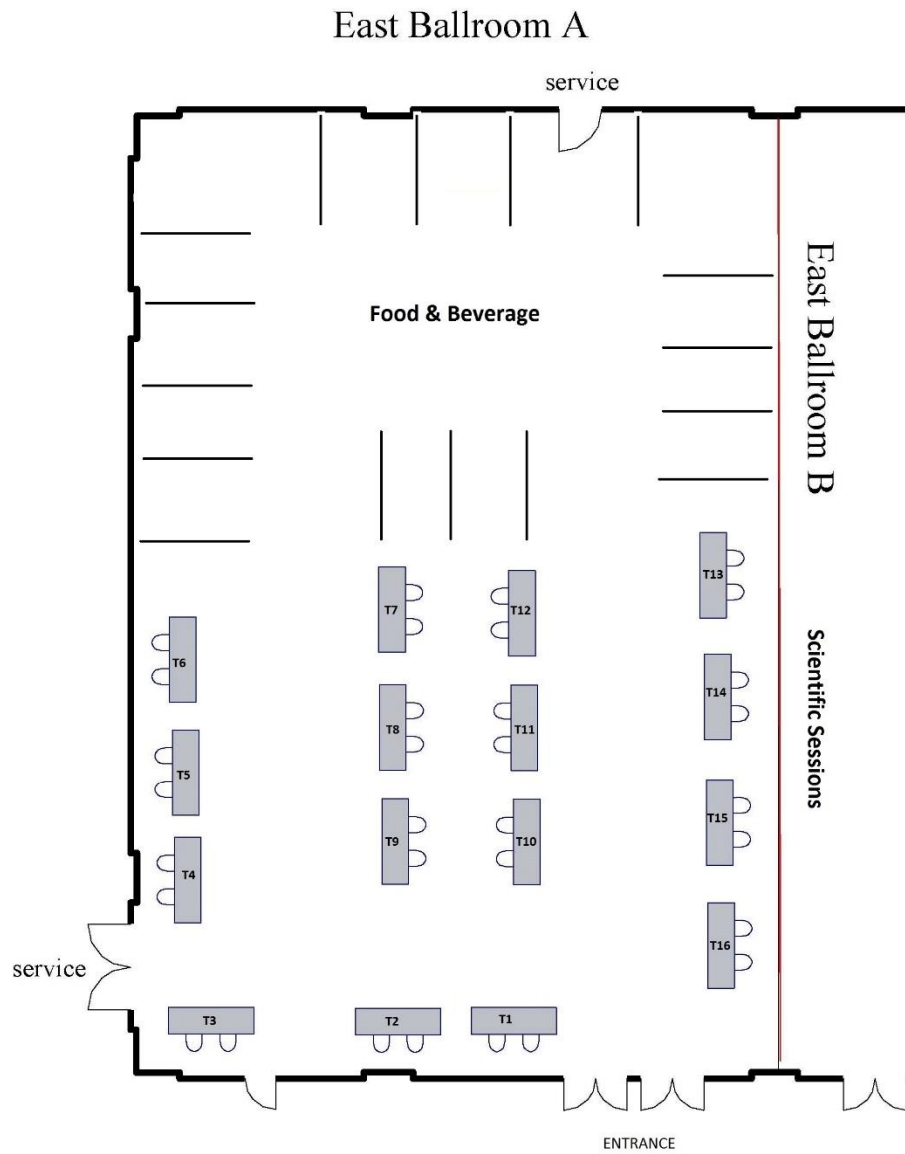 East Ballroom A
service
East Ballroom B
Food & Beverage
T13
T7
T12
Scientific Sessions
T6
T14
T8
T11
T5
T15
T9
T10
T4
T16
service
T3
T2
T1
ENTRANCE